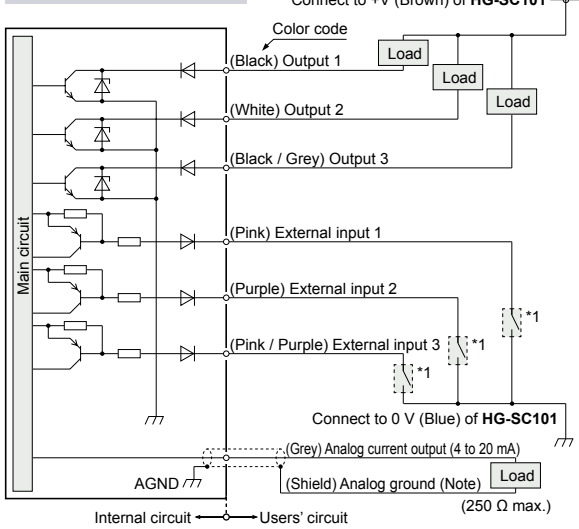 Connect to +V (Brown) of HG-SC101
Color code
(Black) Output 1
Load
Load
Load
(White) Output 2
(Black / Grey) Output 3
Main circuit
(Pink) External input 1
(Purple) External input 2
*1
(Pink / Purple) External input 3
*1
*1
Connect to 0 V (Blue) of HG-SC101
(Grey) Analog current output (4 to 20 mA)
AGND
(Shield) Analog ground (Note)
Load
(250 Ω max.)
Internal circuit
Users' circuit